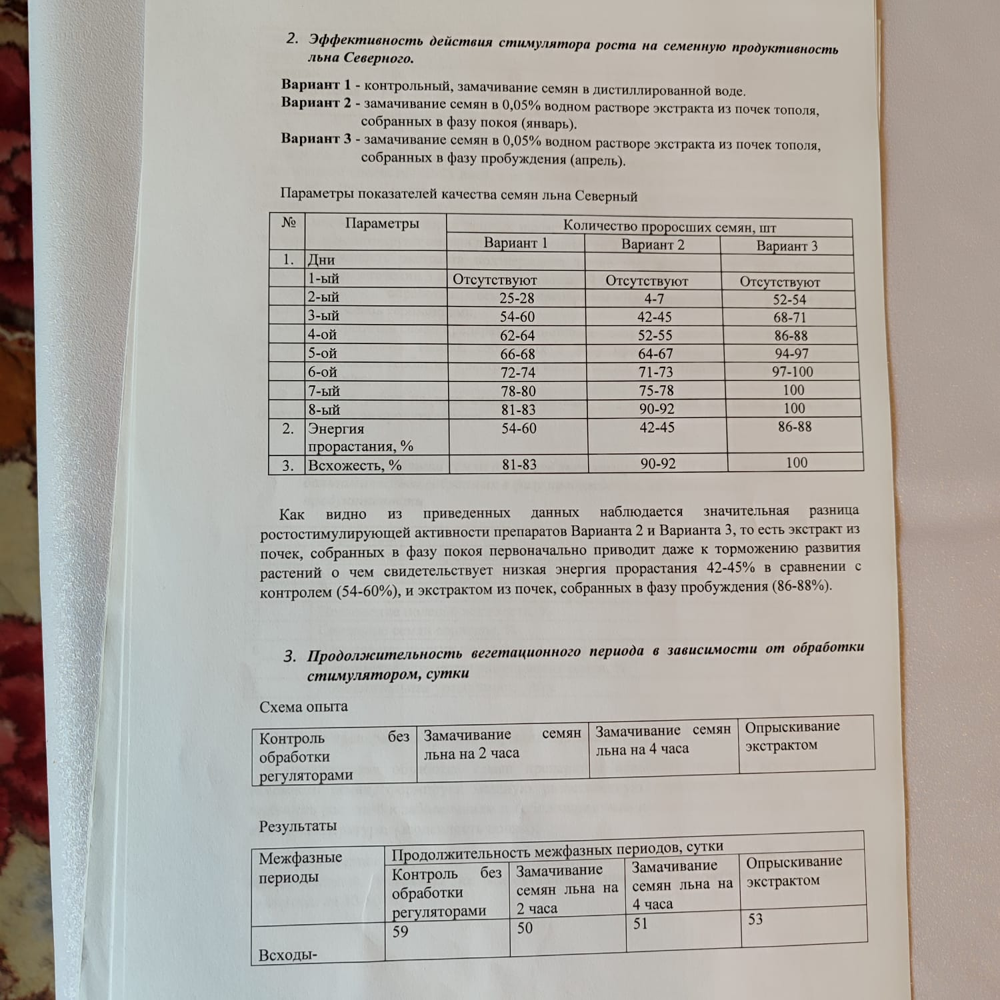 2. Эффективность действия стимулятора роста на семенную продуктивность
льна Северного.
Вариант 1 - контрольный, замачивание семян в дистиллированной воде.
Вариант 2 - замачивание семян в 0,05% водном растворе экстракта из почек тополя,
собранных в фазу покоя (январь).
Вариант 3 - замачивание семян в 0,05% водном растворе экстракта из почек тополя,
собранных в фазу пробуждения (апрель).
Параметры показателей качества семян льна Северный
№ Параметры Количество проросших семян, шт
Вариант 1 Вариант 2 Вариант 3
1. Дни
1-ый Отсутствуют Отсутствуют Отсутствуют
2-ый 25-28 4-7 52-54
3-ый 54-60 42-45 68-71
4-ой 62-64 52-55 86-88
5-ой 66-68 64-67 94-97
6-ой 72-74 71-73 97-100
7-ый 78-80 75-78 100
8-ый 81-83 90-92 100
2. Энергия 54-60 42-45 86-88
прорастания, %
3. Всхожесть, % 81-83 90-92 100
Как видно из приведенных данных наблюдается значительная разница
ростостимулирующей активности препаратов Варианта 2 и Варианта 3, то есть экстракт из
почек, собранных в фазу покоя первоначально приводит даже к торможению развития
растений о чем свидетельствует низкая энергия прорастания 42-45% в сравнении с
контролем (54-60%), и экстрактом из почек, собранных в фазу пробуждения (86-88%).
3. Продолжительность вегетационного периода в зависимости от обработки
стимулятором, сутки
Схема опыта
Контроль без Замачивание семян Замачивание семян Опрыскивание
обработки льна на 2 часа льна на 4 часа экстрактом
регуляторами
Результаты
Межфазные Продолжительность межфазных периодов, сутки
периоды Контроль без Замачивание Замачивание Опрыскивание
обработки семян льна на семян льна на экстрактом
регуляторами 2 часа 4 часа
59 50 51 53
Всходы-